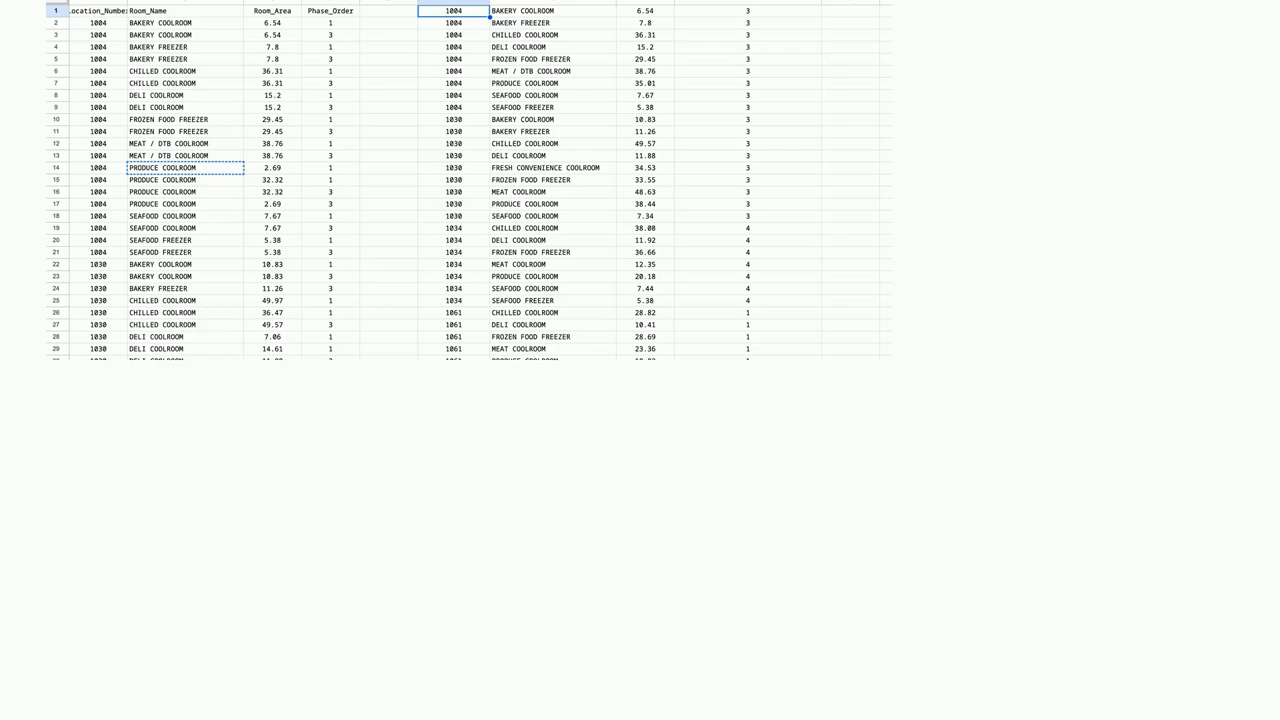 1 Location_Number Room_Name Room_Area Phase_Order 1004 BAKERY COOLROOM 6.54 3
2 1004 BAKERY COOLROOM 6.54 1 1004 BAKERY FREEZER 7.8 3
3 1004 BAKERY COOLROOM 6.54 3 1004 CHILLED COOLROOM 36.31 3
4 1004 BAKERY FREEZER 7.8 1 1004 DELI COOLROOM 15.2 3
5 1004 BAKERY FREEZER 7.8 3 1004 FROZEN FOOD FREEZER 29.45 3
6 1004 CHILLED COOLROOM 36.31 1 1004 MEAT / DTB COOLROOM 38.76 3
7 1004 CHILLED COOLROOM 36.31 3 1004 PRODUCE COOLROOM 35.01 3
8 1004 DELI COOLROOM 15.2 1 1004 SEAFOOD COOLROOM 7.67 3
9 1004 DELI COOLROOM 15.2 3 1004 SEAFOOD FREEZER 5.38 3
10 1004 FROZEN FOOD FREEZER 29.45 1 1030 BAKERY COOLROOM 10.83 3
11 1004 FROZEN FOOD FREEZER 29.45 3 1030 BAKERY FREEZER 11.26 3
12 1004 MEAT / DTB COOLROOM 38.76 1 1030 CHILLED COOLROOM 49.57 3
13 1004 MEAT / DTB COOLROOM 38.76 3 1030 DELI COOLROOM 11.88 3
14 1004 PRODUCE COOLROOM 2.69 1 1030 FRESH CONVENIENCE COOLROOM 34.53 3
15 1004 PRODUCE COOLROOM 32.32 1 1030 FROZEN FOOD FREEZER 33.55 3
16 1004 PRODUCE COOLROOM 32.32 3 1030 MEAT COOLROOM 48.63 3
17 1004 PRODUCE COOLROOM 2.69 3 1030 PRODUCE COOLROOM 38.44 3
18 1004 SEAFOOD COOLROOM 7.67 1 1030 SEAFOOD COOLROOM 7.34 3
19 1004 SEAFOOD COOLROOM 7.67 3 1034 CHILLED COOLROOM 38.08 4
20 1004 SEAFOOD FREEZER 5.38 1 1034 DELI COOLROOM 11.92 4
21 1004 SEAFOOD FREEZER 5.38 3 1034 FROZEN FOOD FREEZER 36.66 4
22 1030 BAKERY COOLROOM 10.83 1 1034 MEAT COOLROOM 12.35 4
23 1030 BAKERY COOLROOM 10.83 3 1034 PRODUCE COOLROOM 20.18 4
24 1030 BAKERY FREEZER 11.26 3 1034 SEAFOOD COOLROOM 7.44 4
25 1030 CHILLED COOLROOM 49.97 1 1034 SEAFOOD FREEZER 5.38 4
26 1030 CHILLED COOLROOM 36.47 1 1061 CHILLED COOLROOM 28.82 1
27 1030 CHILLED COOLROOM 49.57 3 1061 DELI COOLROOM 10.41 1
28 1030 DELI COOLROOM 7.06 1 1061 FROZEN FOOD FREEZER 28.69 1
29 1030 DELI COOLROOM 14.61 1 1061 MEAT COOLROOM 23.36 1